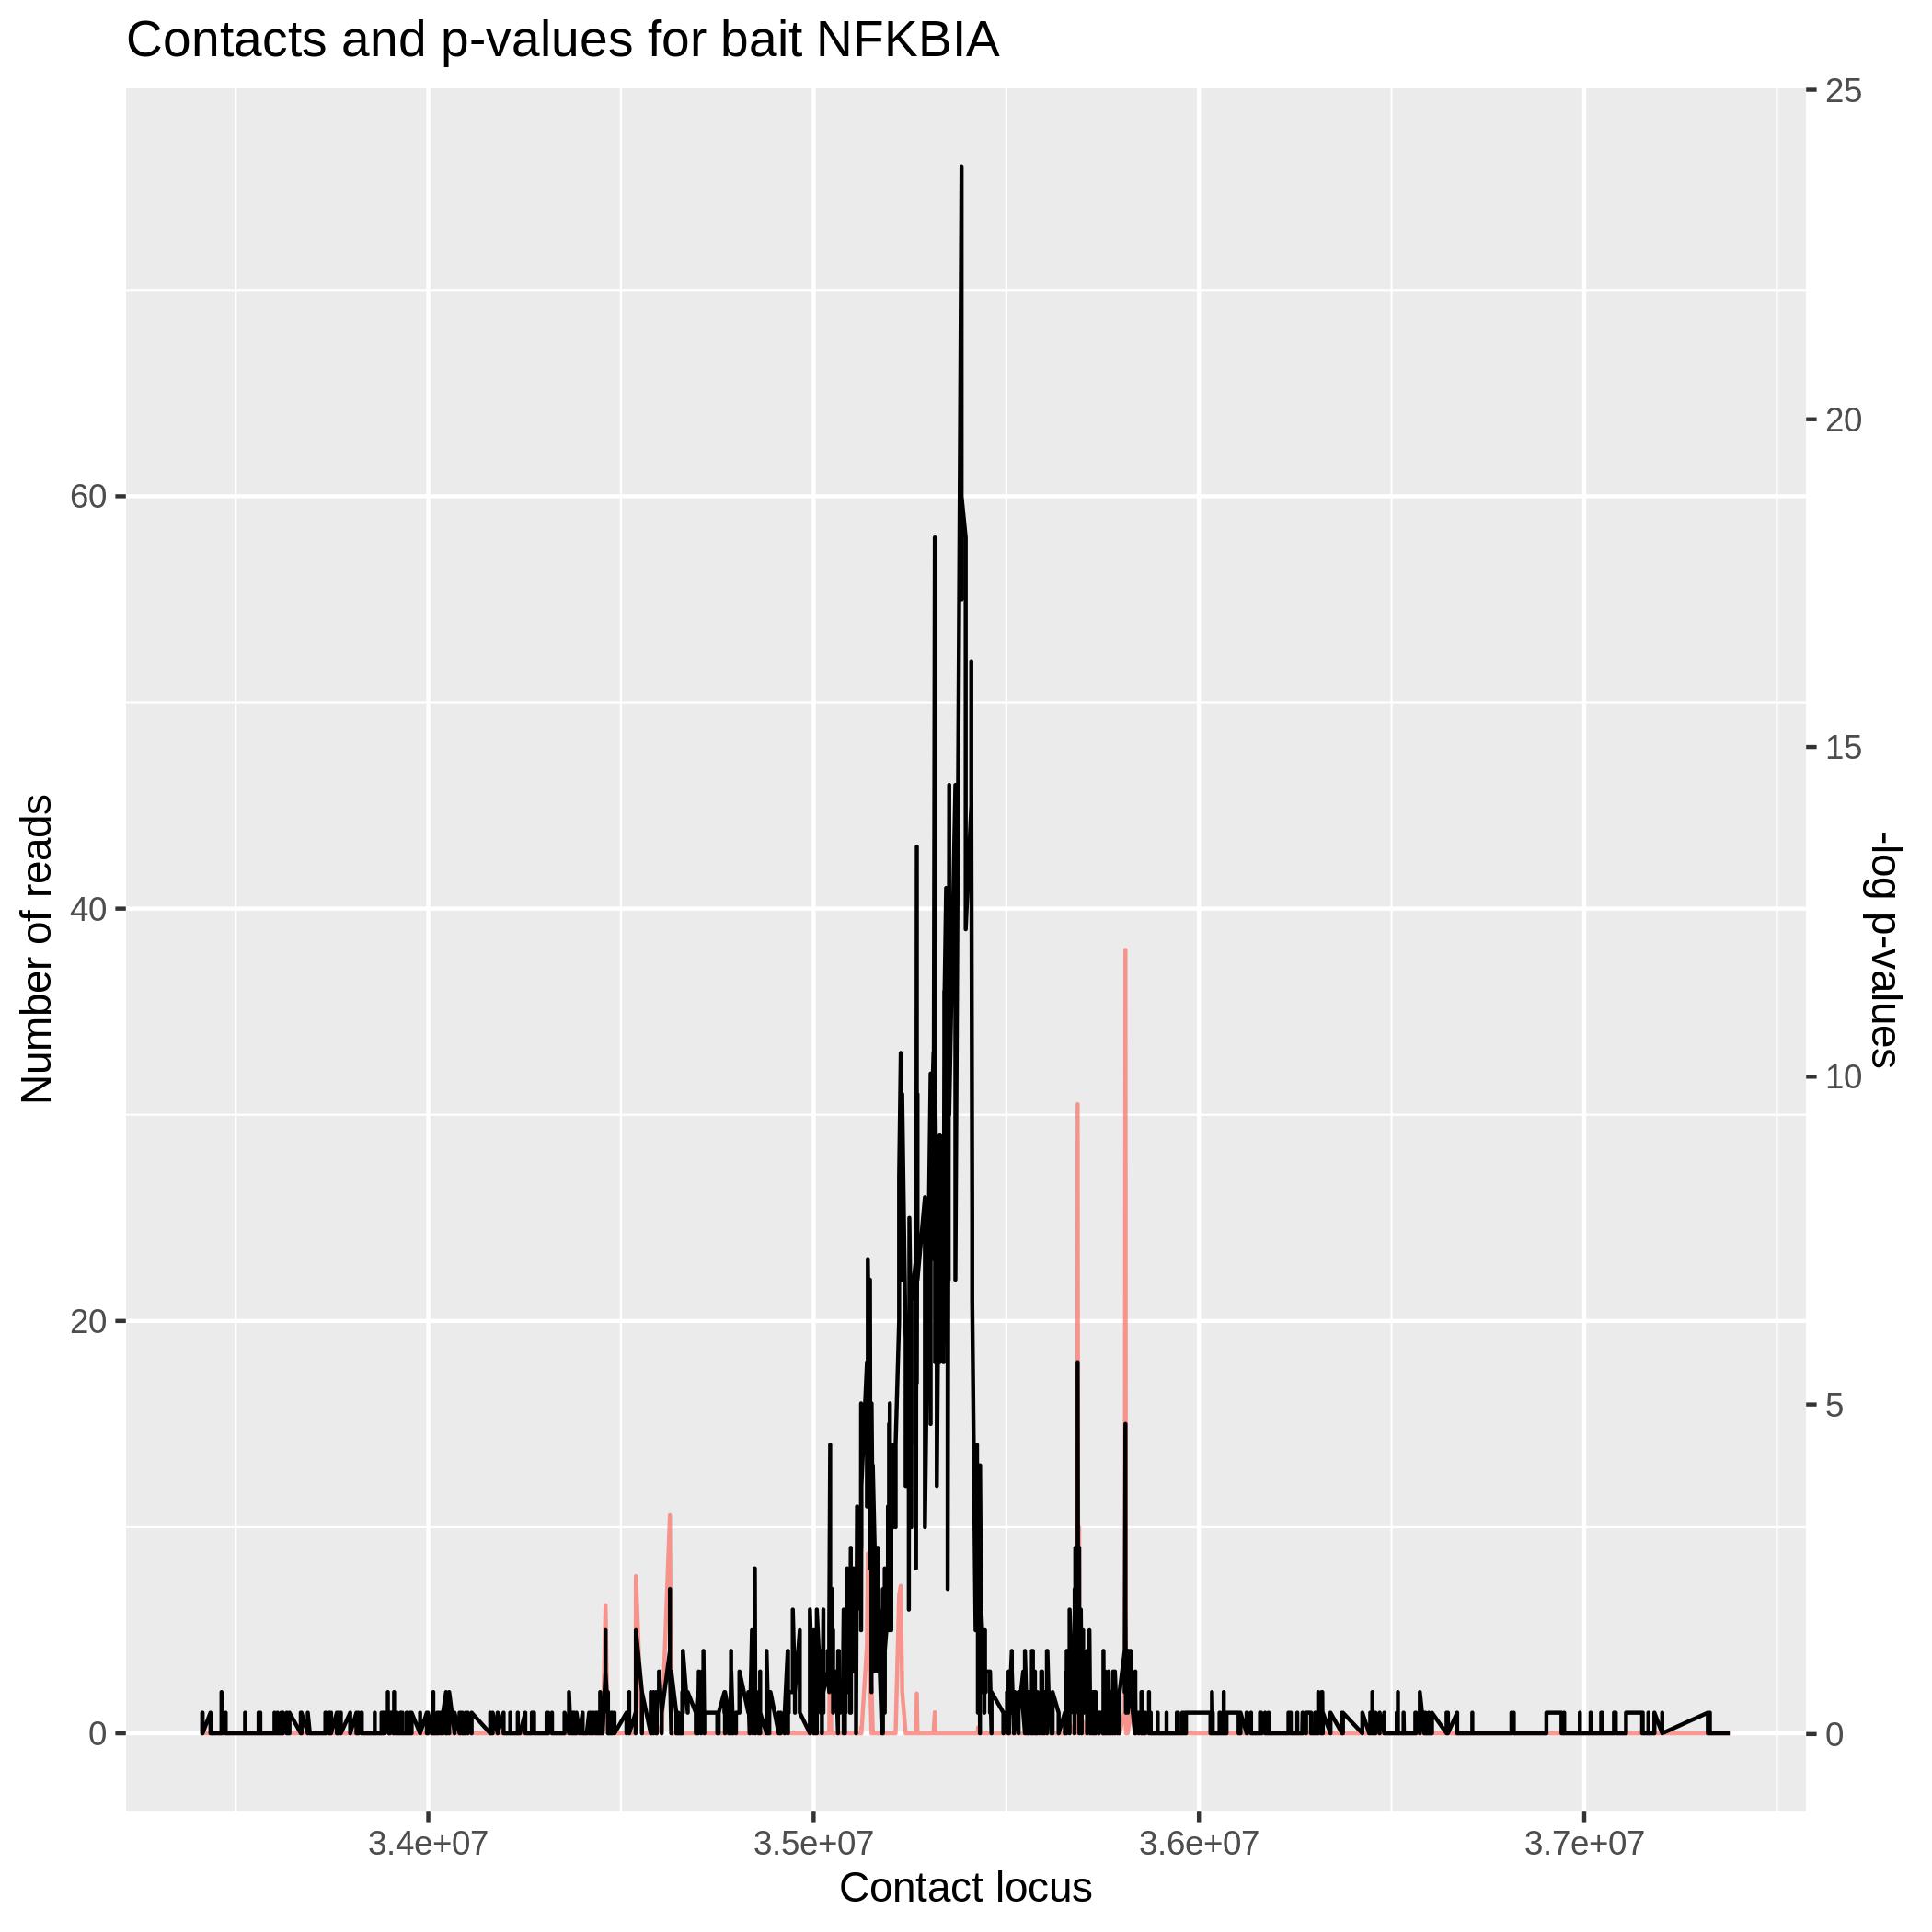 Contacts and p-values for bait NFKBIA
Number of reads
60
40
20
0
25
20
15
10
5
0
-log p-values
3.4e+07 3.5e+07 3.6e+07 3.7e+07
Contact locus